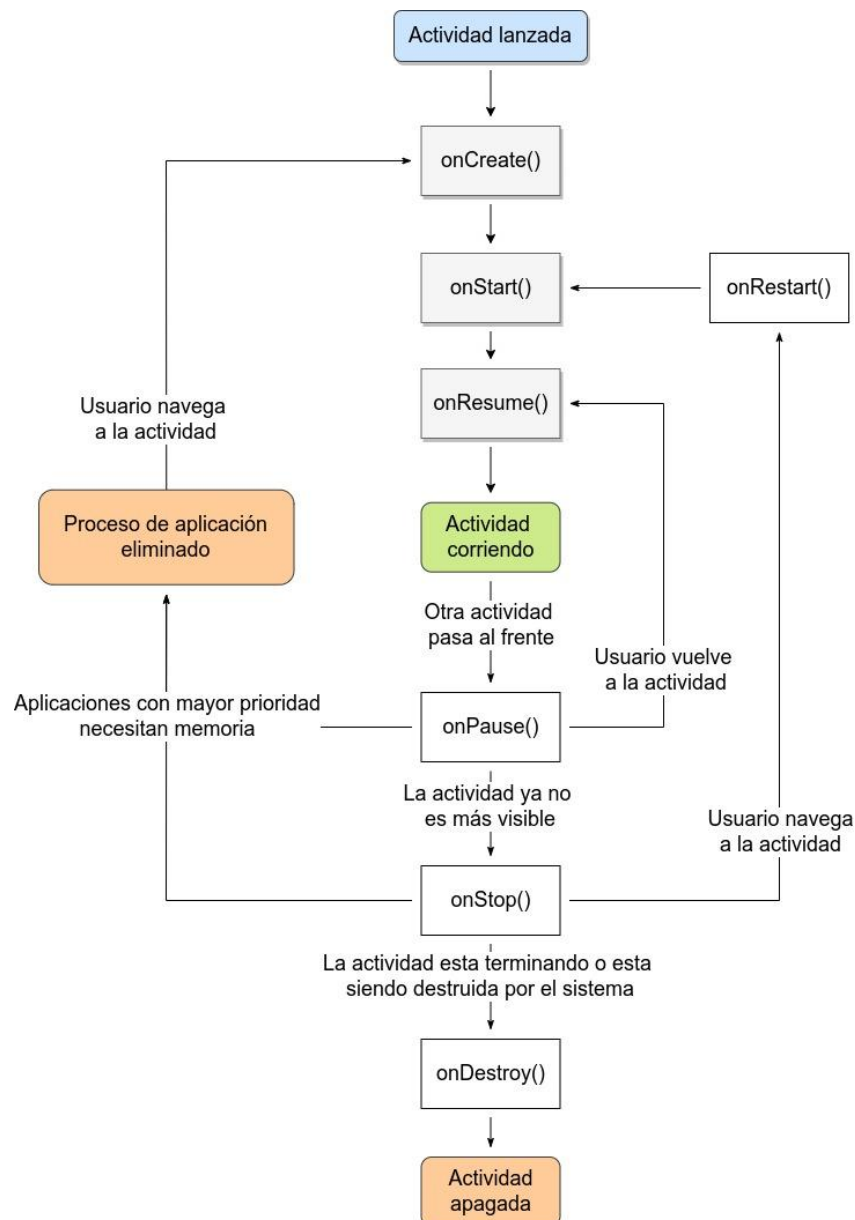 Actividad lanzada
onCreate()
onStart()
onRestart()
onResume()
Usuario navega
a la actividad
Proceso de aplicación
eliminado
Actividad
corriendo
Otra actividad
pasa al frente
Usuario vuelve
a la actividad
Aplicaciones con mayor prioridad
necesitan memoria
onPause()
La actividad ya no
es más visible
Usuario navega
a la actividad
onStop()
La actividad esta terminando o esta
siendo destruida por el sistema
onDestroy()
Actividad
apagada